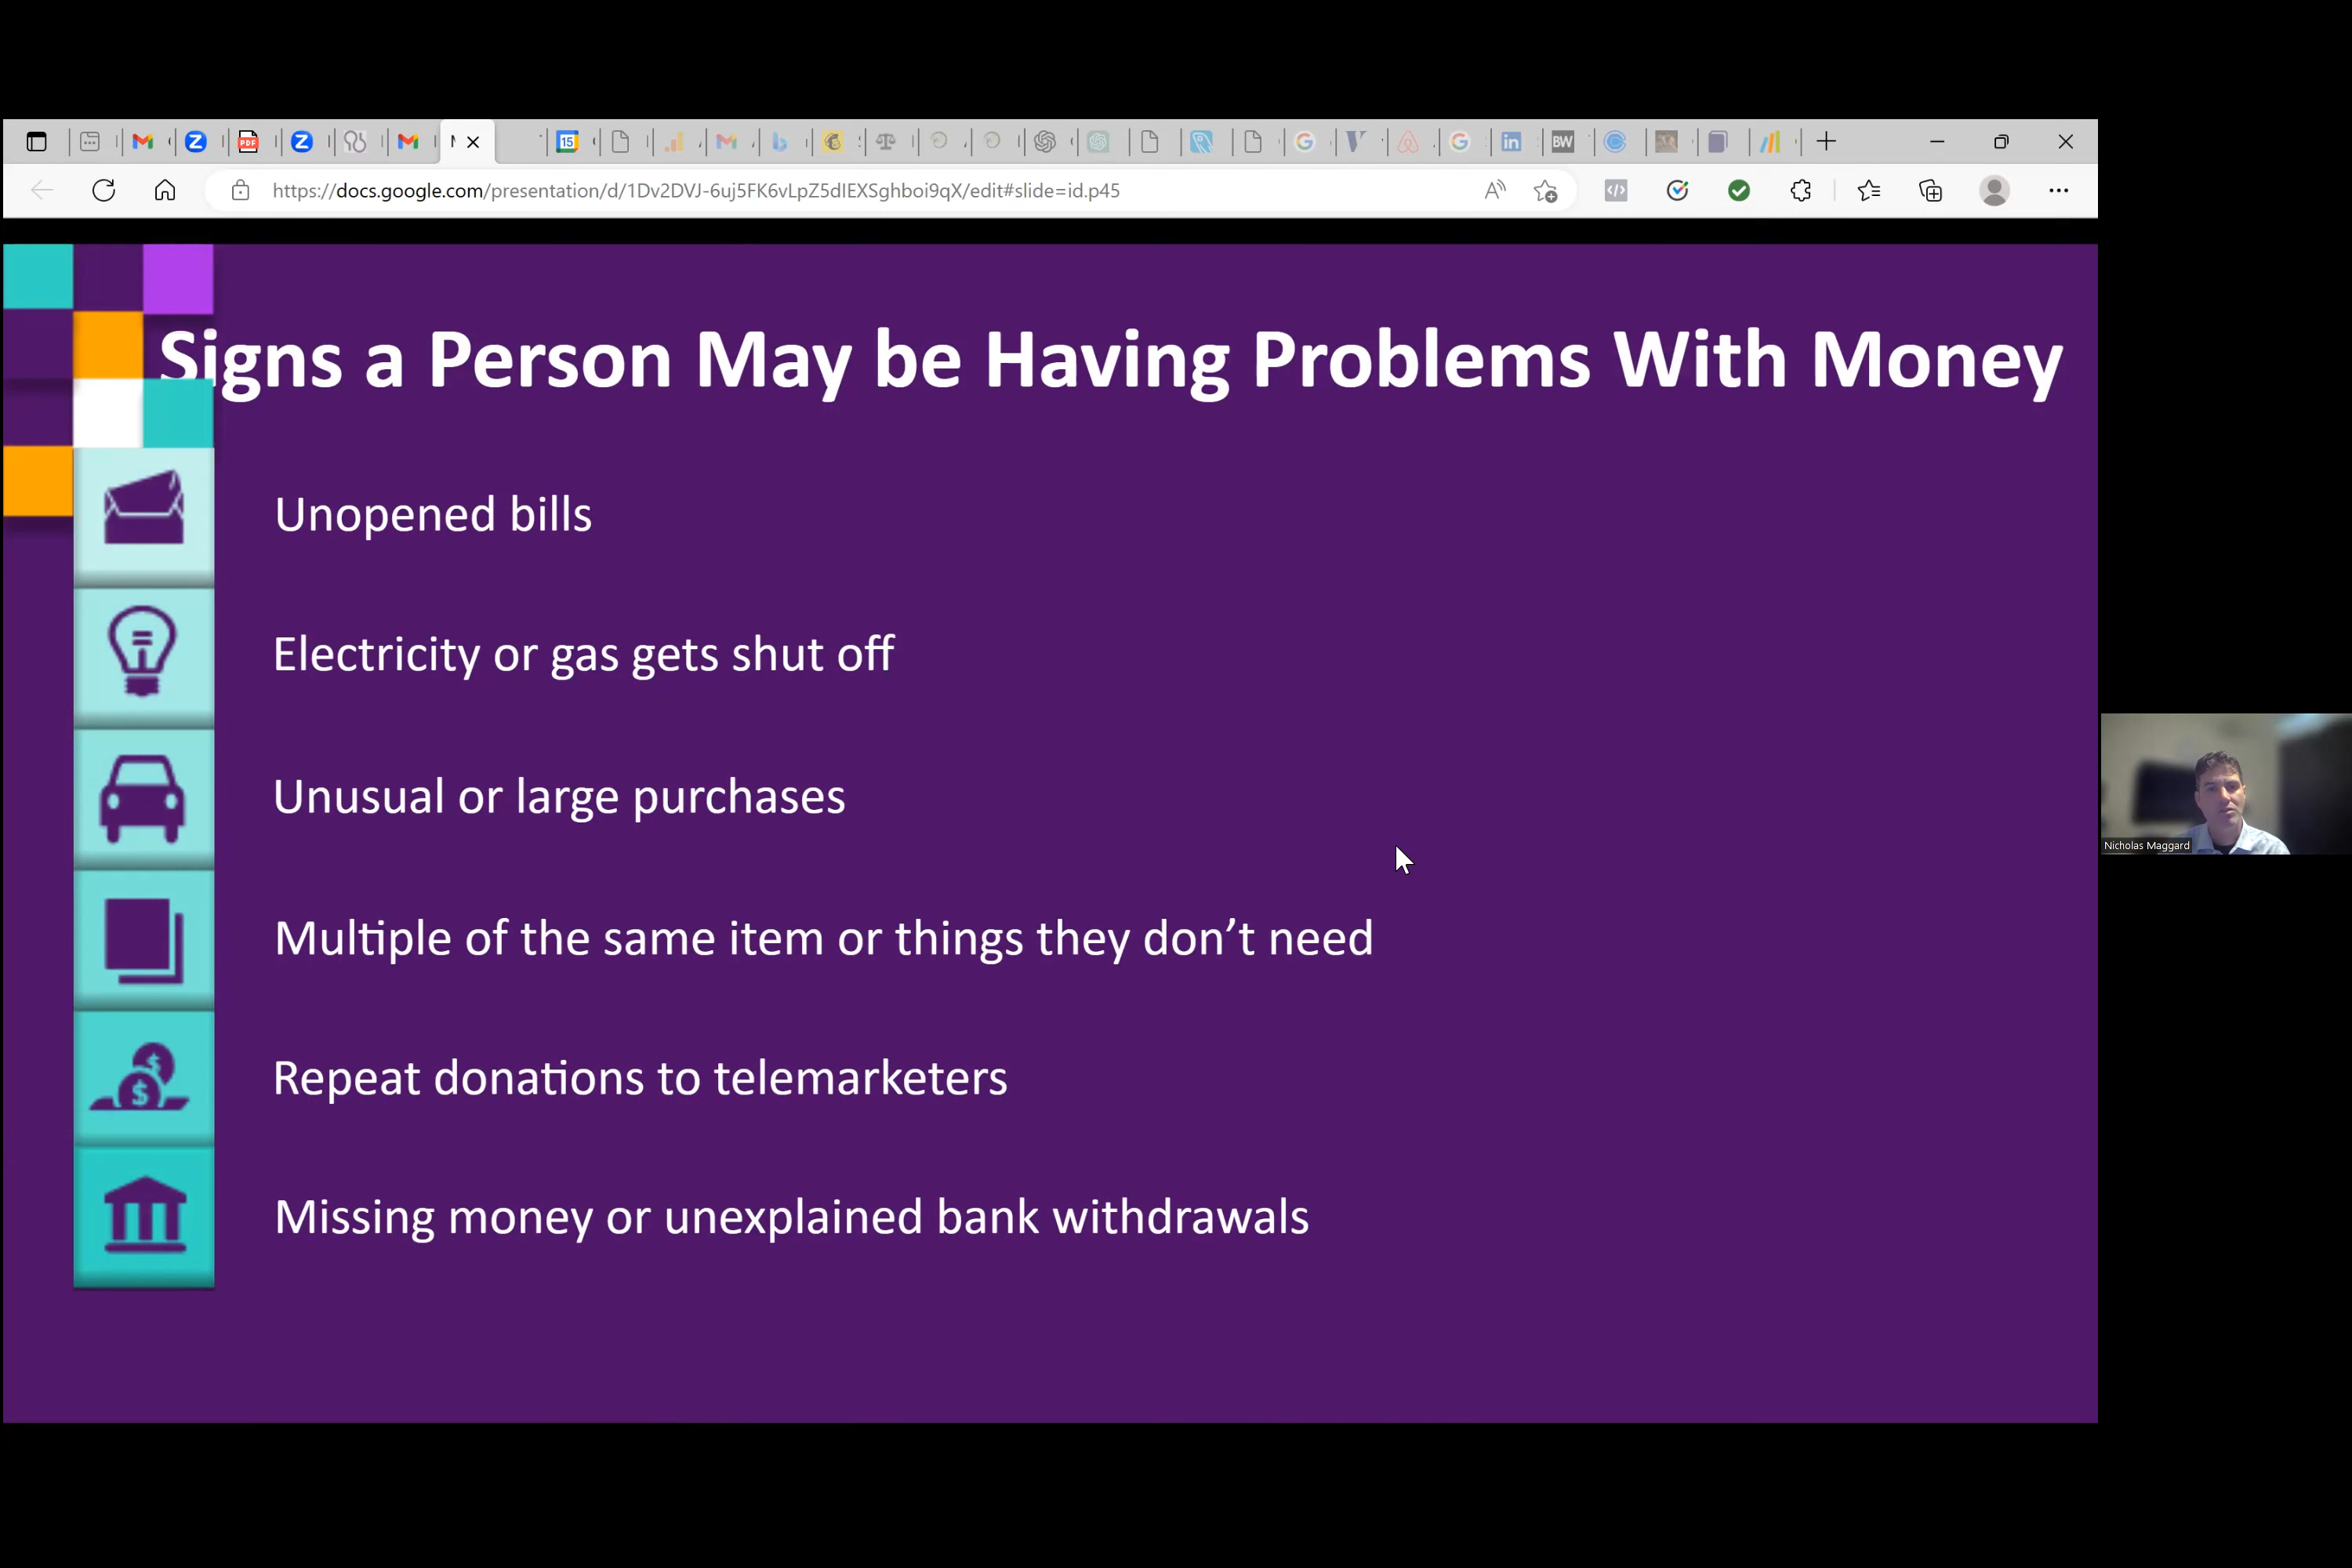 15
BW
https://docs.google.com/presentation/d/1Dv2DVJ-6uj5FK6vLpZ5dIEXSghboi9qX/edit#slide=id.p45
Signs a Person May be Having Problems With Money
Unopened bills
Electricity or gas gets shut off
Unusual or large purchases
Multiple of the same item or things they don’t need
Repeat donations to telemarketers
Missing money or unexplained bank withdrawals
Nicholas Maggard